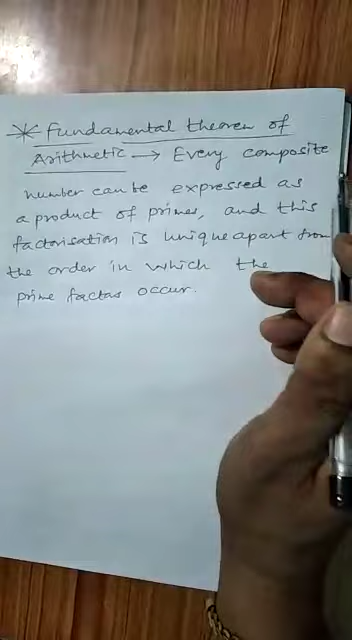 * Fundamental theorem of
Arithmetic → Every composite
number can be expressed as
a product of primes, and this
factorisation is unique apart from
the order in which the
prime factos occur.